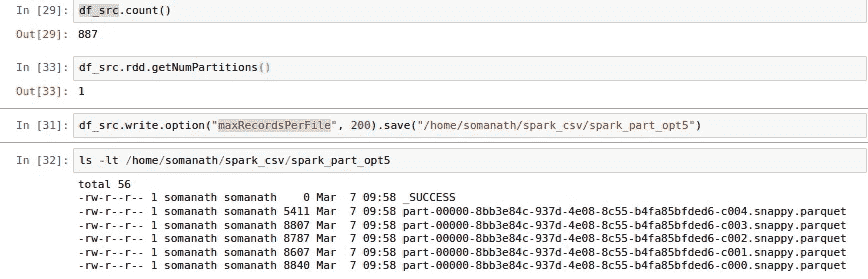 In [29]: df_src.count()
Out[29]: 887
In [33]: df_src.rdd.getNumPartitions()
Out[33]: 1
In [31]: df_src.write.option("maxRecordsPerFile", 200).save("/home/somanath/spark_csv/spark_part_opt5")
In [32]: ls -lt /home/somanath/spark_csv/spark_part_opt5
total 56
-rw-r--r-- 1 somanath somanath    0 Mar  7 09:58 _SUCCESS
-rw-r--r-- 1 somanath somanath 5411 Mar  7 09:58 part-00000-8bb3e84c-937d-4e08-8c55-b4fa85bfded6-c004.snappy.parquet
-rw-r--r-- 1 somanath somanath 8807 Mar  7 09:58 part-00000-8bb3e84c-937d-4e08-8c55-b4fa85bfded6-c003.snappy.parquet
-rw-r--r-- 1 somanath somanath 8787 Mar  7 09:58 part-00000-8bb3e84c-937d-4e08-8c55-b4fa85bfded6-c002.snappy.parquet
-rw-r--r-- 1 somanath somanath 8607 Mar  7 09:58 part-00000-8bb3e84c-937d-4e08-8c55-b4fa85bfded6-c001.snappy.parquet
-rw-r--r-- 1 somanath somanath 8840 Mar  7 09:58 part-00000-8bb3e84c-937d-4e08-8c55-b4fa85bfded6-c000.snappy.parquet